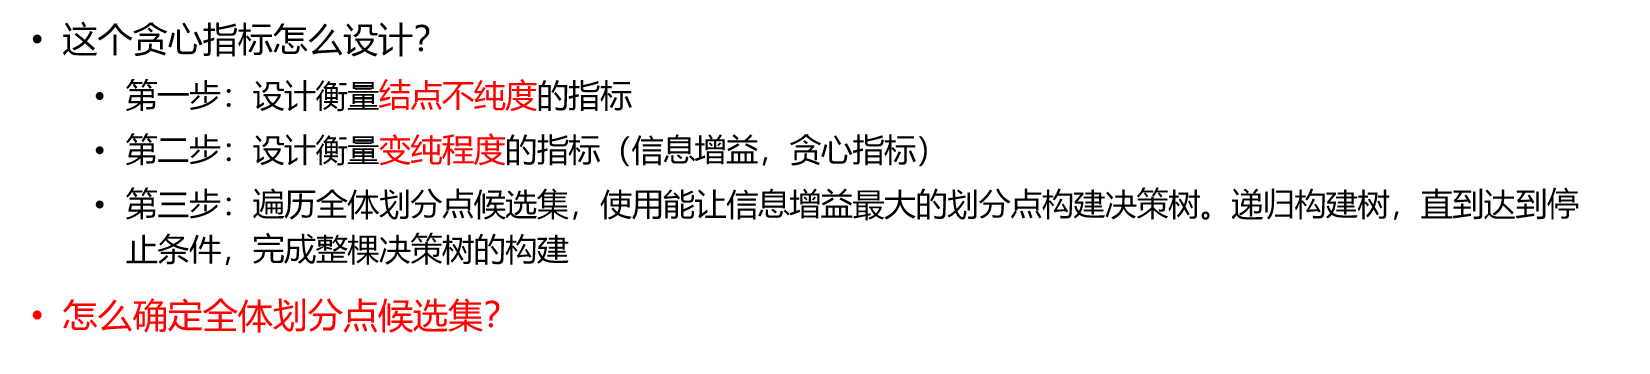 • 这个贪心指标怎么设计？
• 第一步：设计衡量结点不纯度的指标
• 第二步：设计衡量变纯程度的指标（信息增益，贪心指标）
• 第三步：遍历全体划分点候选集，使用能让信息增益最大的划分点构建决策树。递归构建树，直到达到停
止条件，完成整棵决策树的构建
• 怎么确定全体划分点候选集？